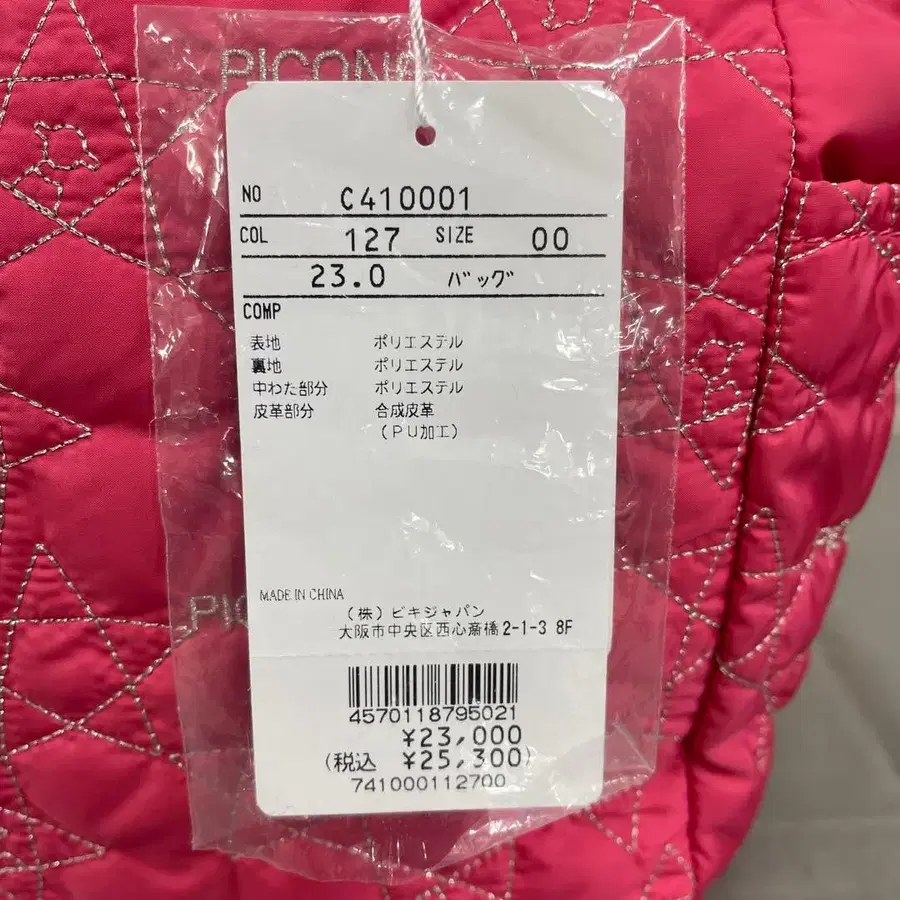 PICONE
NO C410001
COL 127 SIZE 00
23.0 バッグ
COMP
表地 ポリエステル
裏地 ポリエステル
中わた部分 ポリエステル
皮革部分 合成皮革
(PU加工)
MADE IN CHINA
(株)ビキジャパン
大阪市中央区西心斎橋2-1-3 8F
4570118795021
¥23,000
(税込 ¥25,300)
741000112700